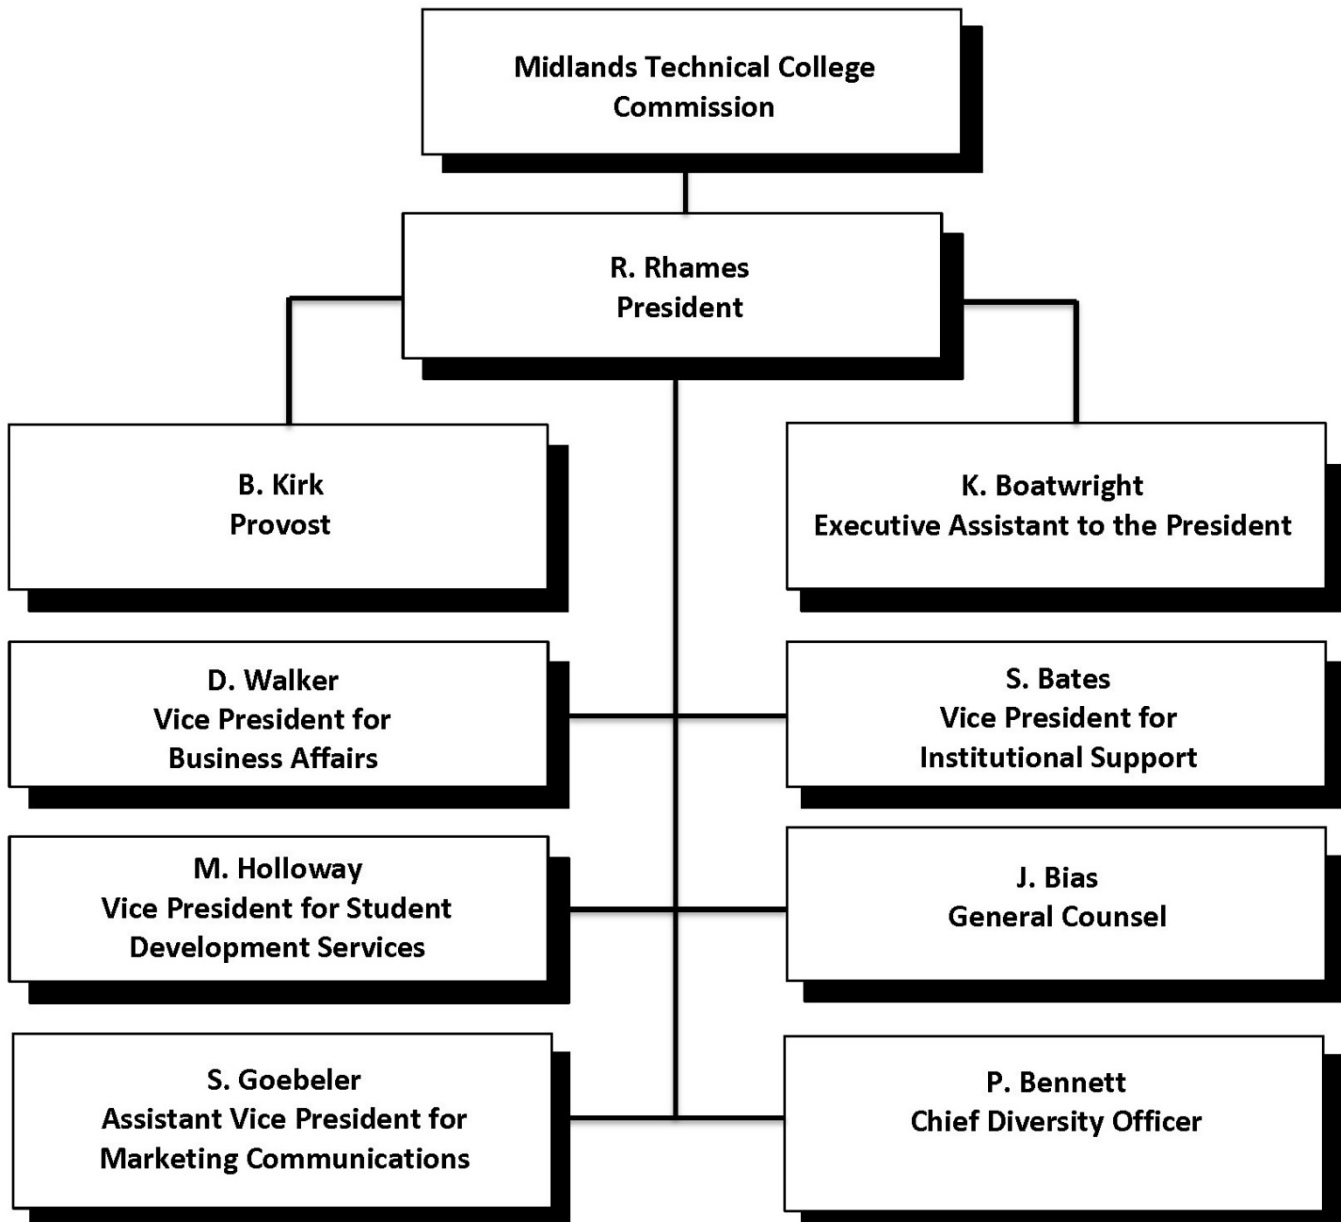 Midlands Technical College
Commission
R. Rhames
President
B. Kirk
Provost
K. Boatwright
Executive Assistant to the President
D. Walker
Vice President for
Business Affairs
S. Bates
Vice President for
Institutional Support
M. Holloway
Vice President for Student
Development Services
J. Bias
General Counsel
S. Goebeler
Assistant Vice President for
Marketing Communications
P. Bennett
Chief Diversity Officer